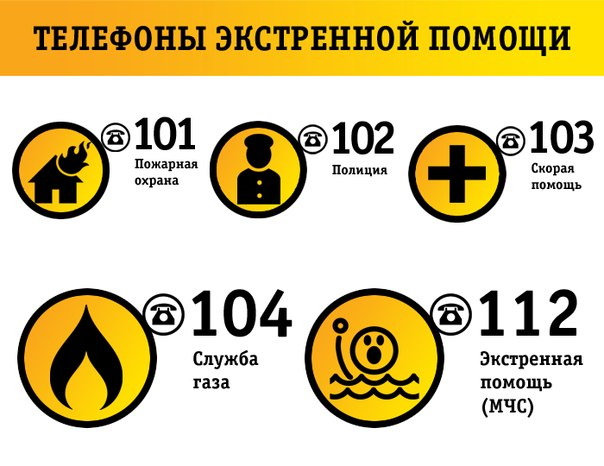 ТЕЛЕФОНЫ ЭКСТРЕННОЙ ПОМОЩИ
101
Пожарная
охрана
102
Полиция
103
Скорая
помощь
104
Служба
газа
112
Экстренная
помощь
(МЧС)